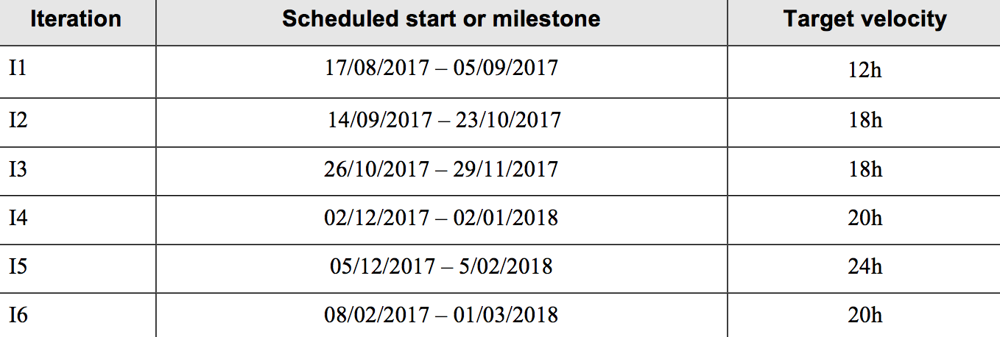 Iteration Scheduled start or milestone Target velocity
I1 17/08/2017 – 05/09/2017 12h
I2 14/09/2017 – 23/10/2017 18h
I3 26/10/2017 – 29/11/2017 18h
I4 02/12/2017 – 02/01/2018 20h
I5 05/12/2017 – 5/02/2018 24h
I6 08/02/2017 – 01/03/2018 20h